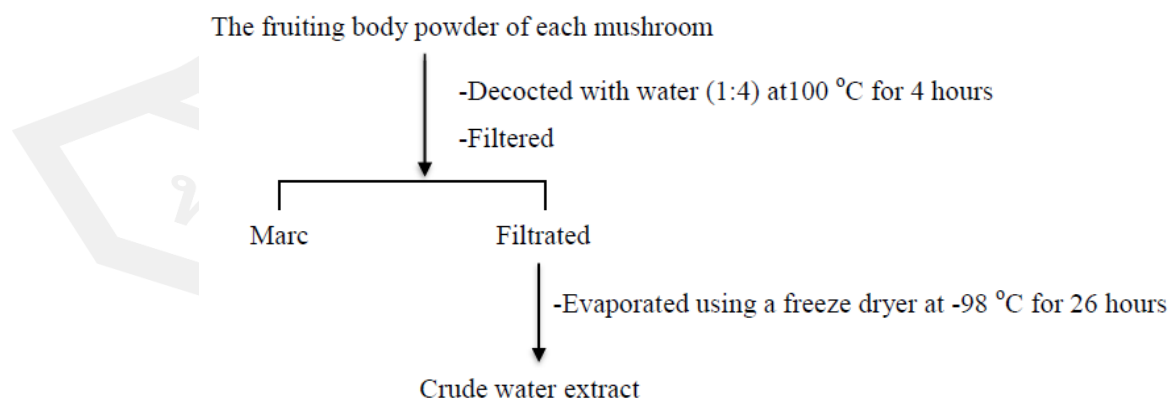 The fruiting body powder of each mushroom
-Decocted with water (1:4) at100 °C for 4 hours
-Filtered
Marc
Filtrated
-Evaporated using a freeze dryer at -98 °C for 26 hours
Crude water extract